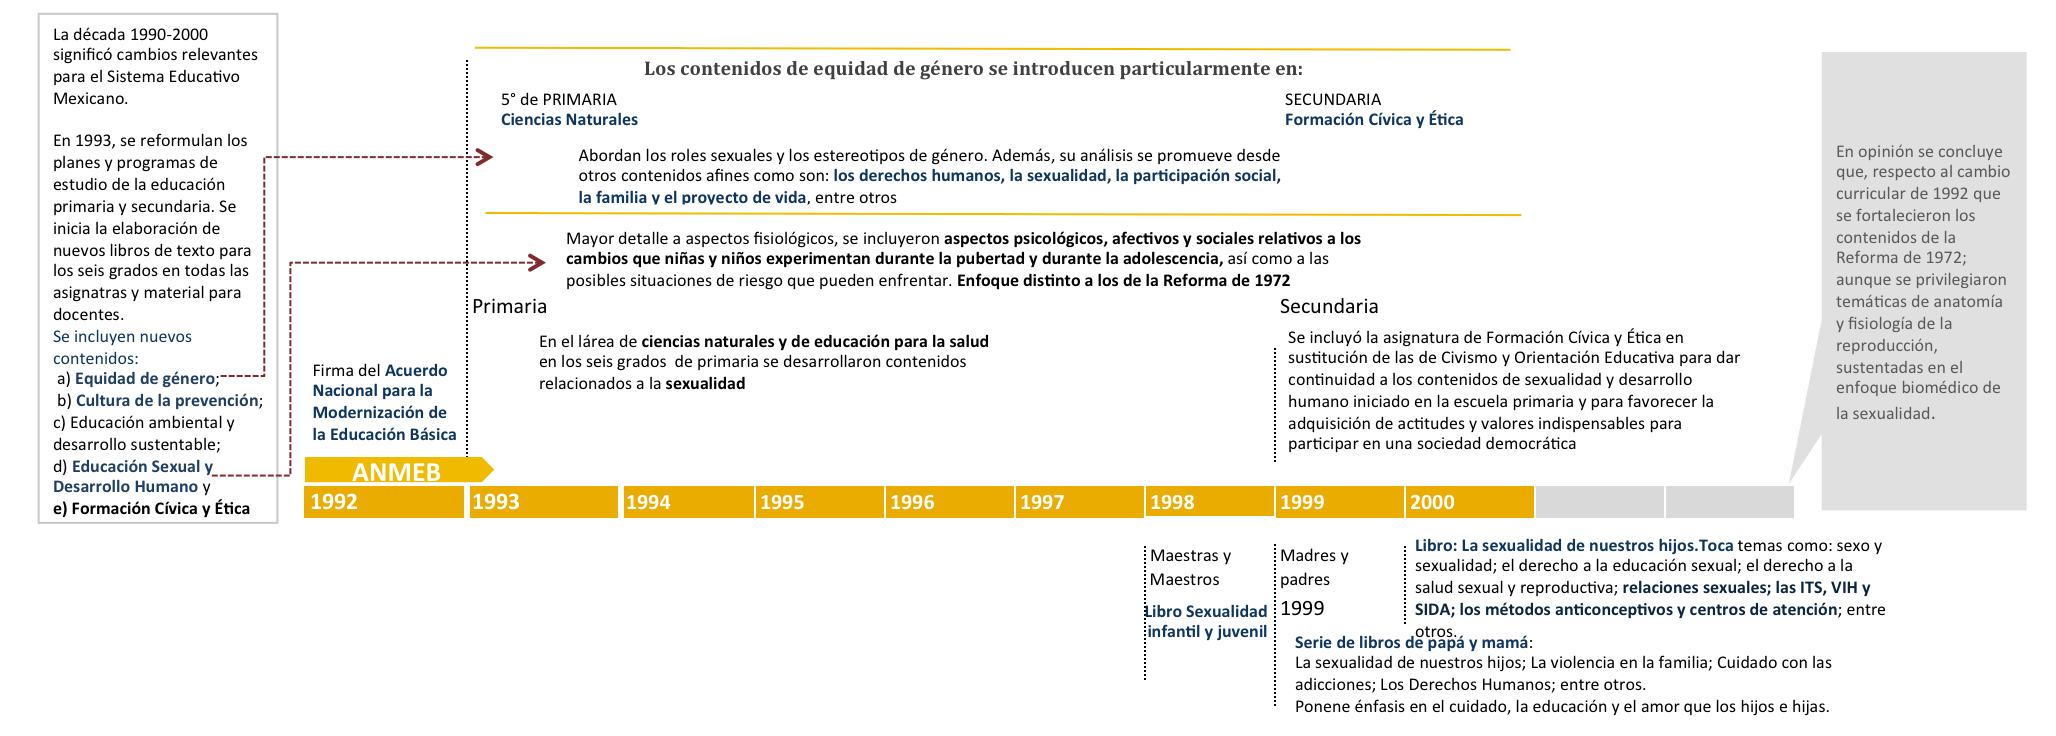 La década 1990-2000
significó cambios relevantes
para el Sistema Educativo
Mexicano.
En 1993, se reformulan los
planes y programas de
estudio de la educación
primaria y secundaria. Se
inicia la elaboración de
nuevos libros de texto para
los seis grados en todas las
asignatras y material para
docentes.
Se incluyen nuevos
contenidos:
a) Equidad de género;
b) Cultura de la prevención;
c) Educación ambiental y
desarrollo sustentable;
d) Educación Sexual y
Desarrollo Humano y
e) Formación Cívica y Ética
Los contenidos de equidad de género se introducen particularmente en:
5° de PRIMARIA
Ciencias Naturales
SECUNDARIA
Formación Cívica y Ética
Abordan los roles sexuales y los estereotipos de género. Además, su análisis se promueve desde
otros contenidos afines como son: los derechos humanos, la sexualidad, la participación social,
la familia y el proyecto de vida, entre otros
Mayor detalle a aspectos fisiológicos, se incluyeron aspectos psicológicos, afectivos y sociales relativos a los
cambios que niñas y niños experimentan durante la pubertad y durante la adolescencia, así como a las
posibles situaciones de riesgo que pueden enfrentar. Enfoque distinto a los de la Reforma de 1972
Primaria
En el lárea de ciencias naturales y de educación para la salud
en los seis grados de primaria se desarrollaron contenidos
relacionados a la sexualidad
Secundaria
Se incluyó la asignatura de Formación Cívica y Ética en
sustitución de las de Civismo y Orientación Educativa para dar
continuidad a los contenidos de sexualidad y desarrollo
humano iniciado en la escuela primaria y para favorecer la
adquisición de actitudes y valores indispensables para
participar en una sociedad democrática
Firma del Acuerdo
Nacional para la
Modernización de
la Educación Básica
ANMEB
1992 1993 1994 1995 1996 1997 1998 1999 2000
En opinión se concluye
que, respecto al cambio
curricular de 1992 que
se fortalecieron los
contenidos de la
Reforma de 1972;
aunque se privilegiaron
temáticas de anatomía
y fisiología de la
reproducción,
sustentadas en el
enfoque biomédico de
la sexualidad.
Maestras y
Maestros
Libro Sexualidad
infantil y juvenil
Madres y
padres
1999
Libro: La sexualidad de nuestros hijos.Toca temas como: sexo y
sexualidad; el derecho a la educación sexual; el derecho a la
salud sexual y reproductiva; relaciones sexuales; las ITS, VIH y
SIDA; los métodos anticonceptivos y centros de atención; entre
otros.
Serie de libros de papá y mamá:
La sexualidad de nuestros hijos; La violencia en la familia; Cuidado con las
adicciones; Los Derechos Humanos; entre otros.
Ponene énfasis en el cuidado, la educación y el amor que los hijos e hijas.